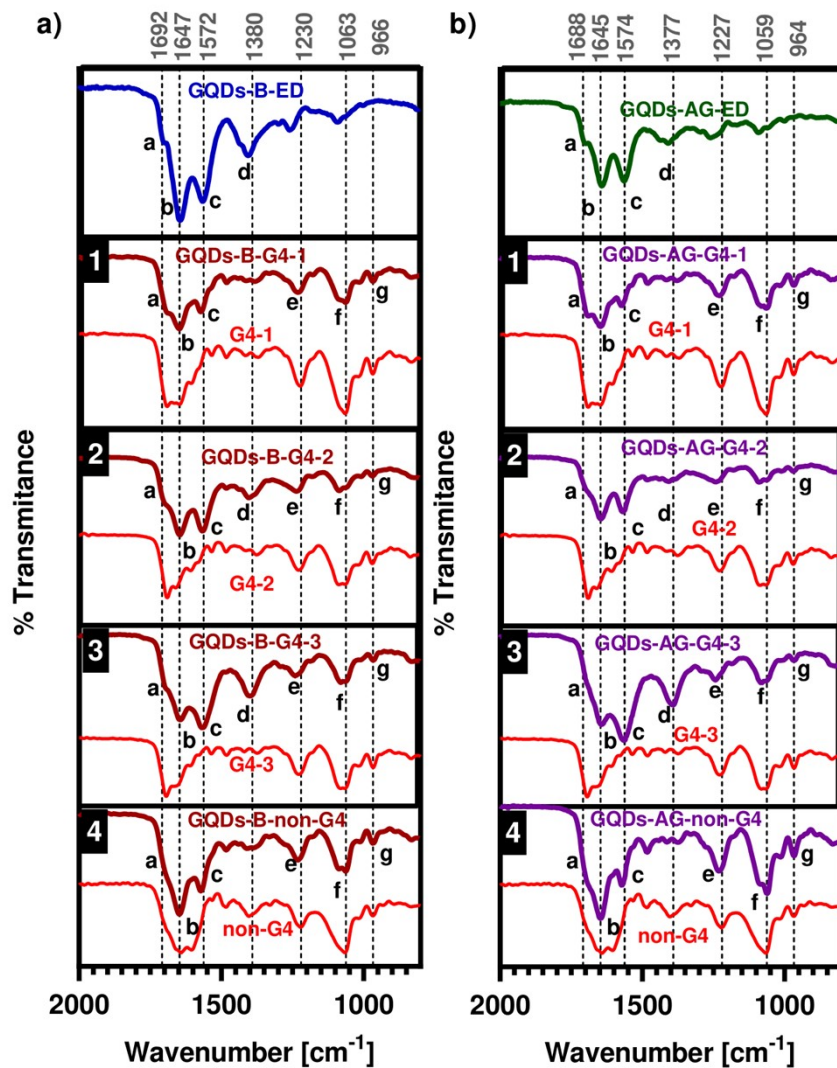 a)
1692 1647 1572 1380 1230 1063 966
GQDs-B-ED
a
b
c
d
1
GQDs-B-G4-1
a
b
c
e
f
g
G4-1
2
GQDs-B-G4-2
a
b
c
d
e
f
g
G4-2
3
GQDs-B-G4-3
a
b
c
d
e
f
g
G4-3
4
GQDs-B-non-G4
a
b
c
e
f
g
non-G4
2000 1500 1000
Wavenumber [cm⁻¹]
% Transmitance
b)
1688 1645 1574 1377 1227 1059 964
GQDs-AG-ED
a
b
c
d
1
GQDs-AG-G4-1
a
b
c
e
f
g
G4-1
2
GQDs-AG-G4-2
a
b
c
d
e
f
g
G4-2
3
GQDs-AG-G4-3
a
b
c
d
e
f
g
G4-3
4
GQDs-AG-non-G4
a
b
c
e
f
g
non-G4
2000 1500 1000
Wavenumber [cm⁻¹]
% Transmitance